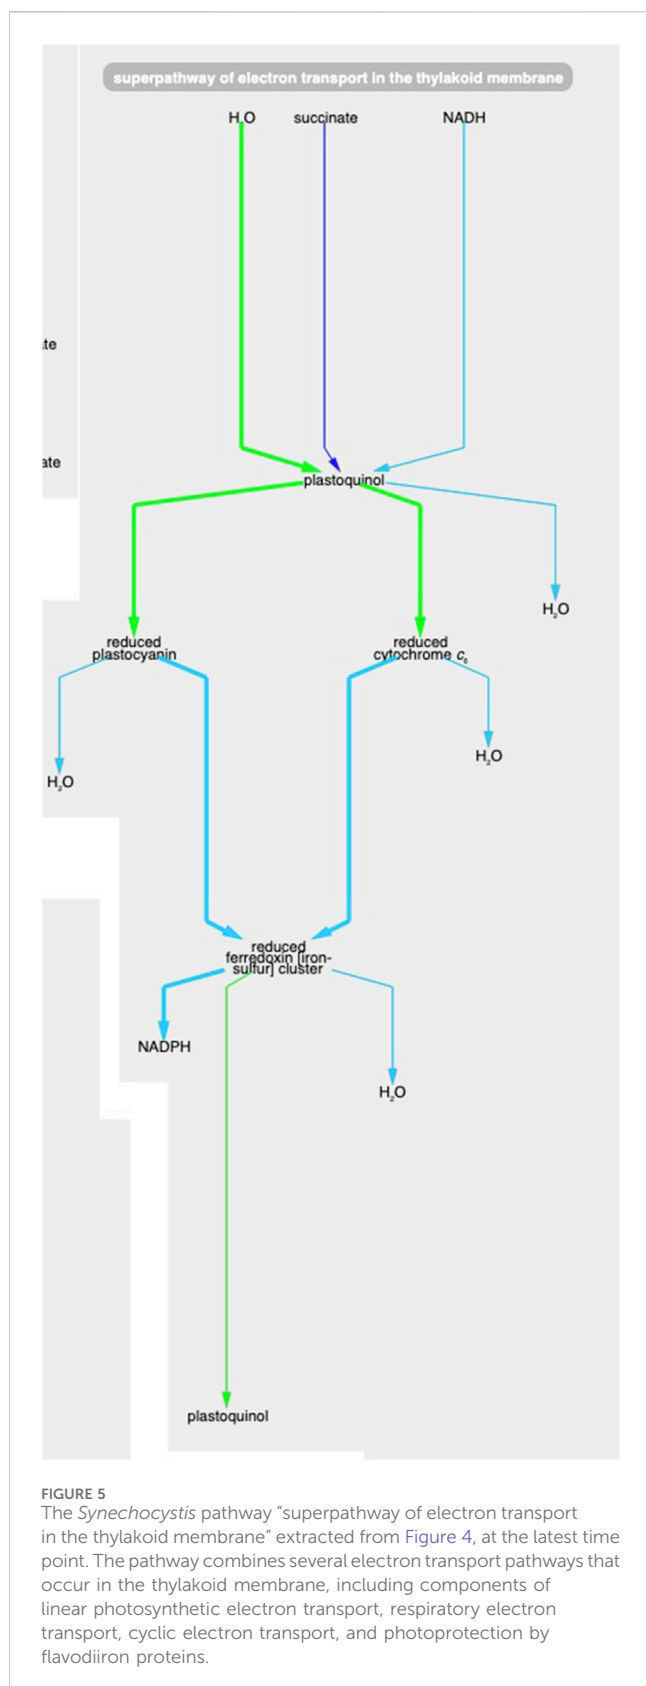 superpathway of electron transport in the thylakoid membrane
H₂O succinate NADH
te
ate
plastoquinol
H₂O
reduced
plastocyanin
reduced
cytochrome c₆
H₂O
H₂O
reduced
ferredoxin [iron-
sulfur] cluster
NADPH
H₂O
plastoquinol
FIGURE 5
The Synechocystis pathway “superpathway of electron transport
in the thylakoid membrane” extracted from Figure 4, at the latest time
point. The pathway combines several electron transport pathways that
occur in the thylakoid membrane, including components of
linear photosynthetic electron transport, respiratory electron
transport, cyclic electron transport, and photoprotection by
flavodiiron proteins.